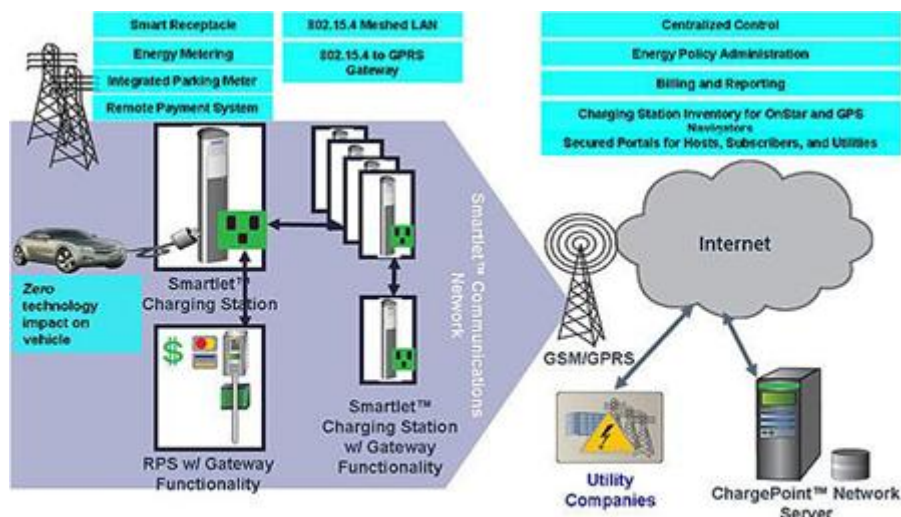 Smart Receptacle
Energy Metering
Integrated Parking Meter
Remote Payment System
802.15.4 Meshed LAN
802.15.4 to GPRS
Gateway
Centralized Control
Energy Policy Administration
Billing and Reporting
Charging Station Inventory for OnStar and GPS
Navigators
Secured Portals for Hosts, Subscribers, and Utilities
Zero
technology
impact on
vehicle
Smartlet™
Charging Station
$
RPS w/ Gateway
Functionality
Smartlet™
Charging Station
w/ Gateway
Functionality
Smartlet™ Communications
Network
Internet
GSM/GPRS
Utility
Companies
ChargePoint™ Network
Server